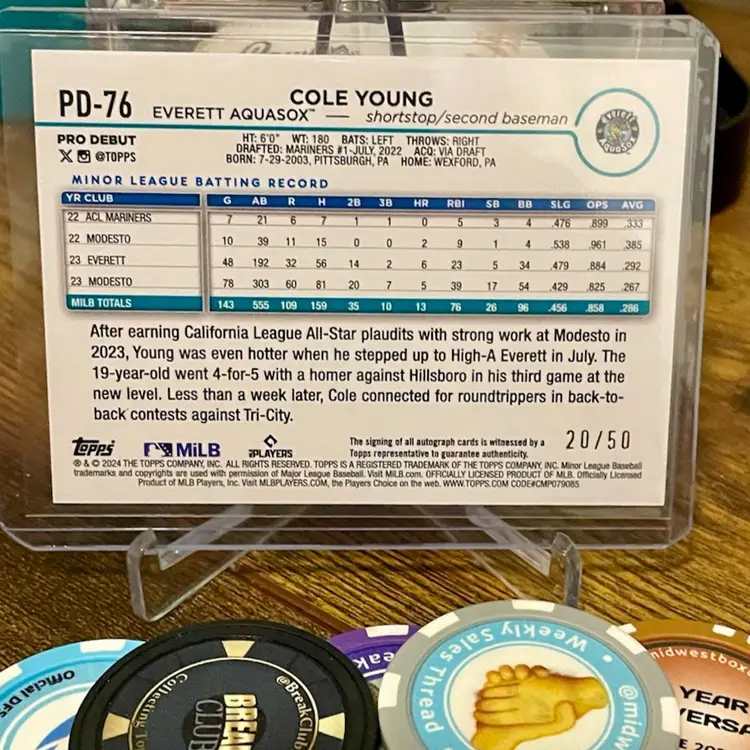 PD-76
COLE YOUNG
EVERETT AQUASOX™ — shortstop/second baseman
everett AquaSox
PRO DEBUT
X @TOPPS
HT: 6'0" WT: 180 BATS: LEFT THROWS: RIGHT
DRAFTED: MARINERS #1-JULY, 2022 ACQ: VIA DRAFT
BORN: 7-29-2003, PITTSBURGH, PA HOME: WEXFORD, PA
MINOR LEAGUE BATTING RECORD
YR CLUB G AB R H 2B 3B HR RBI SB BB SLG OPS AVG
22 ACL MARINERS 7 21 6 7 1 1 0 5 3 4 .476 .899 .333
22 MODESTO 10 39 11 15 0 0 2 9 1 4 .538 .961 .385
23 EVERETT 48 192 32 56 14 2 6 23 5 34 .479 .884 .292
23 MODESTO 78 303 60 81 20 7 5 39 17 54 .429 .825 .267
MILB TOTALS 143 555 109 159 35 10 13 76 26 96 .456 .858 .286
After earning California League All-Star plaudits with strong work at Modesto in
2023, Young was even hotter when he stepped up to High-A Everett in July. The
19-year-old went 4-for-5 with a homer against Hillsboro in his third game at the
new level. Less than a week later, Cole connected for roundtrippers in back-to-
back contests against Tri-City.
Topps MiLB PLAYERS
The signing of all autograph cards is witnessed by a
Topps representative to guarantee authenticity.
20/50
® & © 2024 THE TOPPS COMPANY, INC. ALL RIGHTS RESERVED. TOPPS IS A REGISTERED TRADEMARK OF THE TOPPS COMPANY, INC. Minor League Baseball
trademarks and copyrights are used with permission of Major League Baseball. Visit MiLB.com. OFFICIALLY LICENSED PRODUCT OF MLB. Officially Licensed
Product of MLB Players, Inc. Visit MLBPLAYERS.COM, the Players Choice on the web. WWW.TOPPS.COM CODE#CMP079085
Official
BREAK
CLUB
@BreakClub
Collecting
Weekly Sales Thread
@midw
midwestbox
YEAR